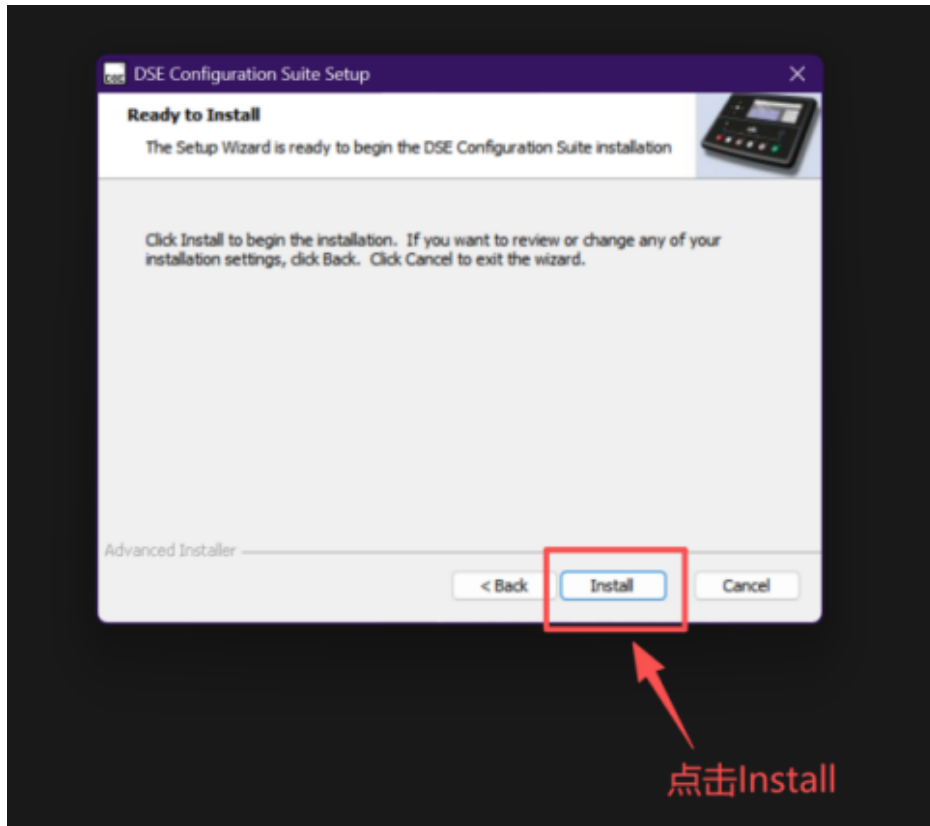 DSE Configuration Suite Setup
Ready to Install
The Setup Wizard is ready to begin the DSE Configuration Suite installation
Click Install to begin the installation. If you want to review or change any of your
installation settings, click Back. Click Cancel to exit the wizard.
Advanced Installer
< Back Install Cancel
点击Install